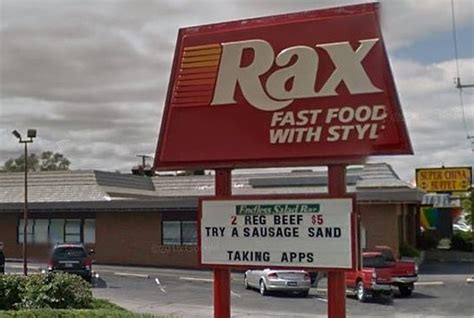 Rax
FAST FOOD
WITH STYL
SUPER CHINA
BUFFET
Endless Salad Bar
2 REG BEEF $5
TRY A SAUSAGE SAND
TAKING APPS